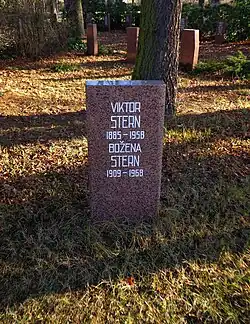 VIKTOR
STERN
1885 – 1958
BOŽENA
STERN
1909 – 1968